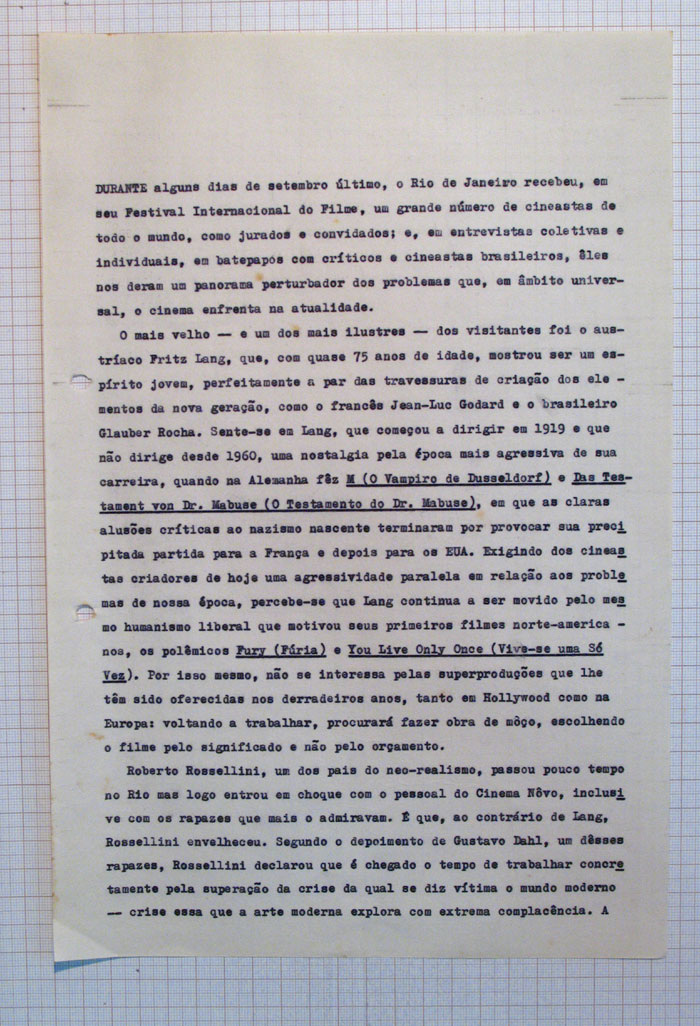 DURANTE alguns dias de setembro último, o Rio de Janeiro recebeu, em
seu Festival Internacional do Filme, um grande número de cineastas de
todo o mundo, como jurados e convidados; e, em entrevistas coletivas e
individuais, em batepapos com críticos e cineastas brasileiros, êles
nos deram um panorama perturbador dos problemas que, em âmbito univer-
sal, o cinema enfrenta na atualidade.
O mais velho — e um dos mais ilustres — dos visitantes foi o aus-
tríaco Fritz Lang, que, com quase 75 anos de idade, mostrou ser um es-
pírito jovem, perfeitamente a par das travessuras de criação dos ele -
mentos da nova geração, como o francês Jean-Luc Godard e o brasileiro
Glauber Rocha. Sente-se em Lang, que começou a dirigir em 1919 e que
não dirige desde 1960, uma nostalgia pela época mais agressiva de sua
carreira, quando na Alemanha fêz M (O Vampiro de Dusseldorf) e Das Tes-
tament von Dr. Mabuse (O Testamento do Dr. Mabuse), em que as claras
alusões críticas ao nazismo nascente terminaram por provocar sua preci
pitada partida para a França e depois para os EUA. Exigindo dos cineas
tas criadores de hoje uma agressividade paralela em relação aos proble
mas de nossa época, percebe-se que Lang continua a ser movido pelo mes
mo humanismo liberal que motivou seus primeiros filmes norte-america -
nos, os polêmicos Fury (Fúria) e You Live Only Once (Vive-se uma Só
Vez). Por isso mesmo, não se interessa pelas superproduções que lhe
têm sido oferecidas nos derradeiros anos, tanto em Hollywood como na
Europa: voltando a trabalhar, procurará fazer obra de môço, escolhendo
o filme pelo significado e não pelo orçamento.
Roberto Rossellini, um dos pais do neo-realismo, passou pouco tempo
no Rio mas logo entrou em choque com o pessoal do Cinema Nôvo, inclusi
ve com os rapazes que mais o admiravam. É que, ao contrário de Lang,
Rossellini envelheceu. Segundo o depoimento de Gustavo Dahl, um dêsses
rapazes, Rossellini declarou que é chegado o tempo de trabalhar concre
tamente pela superação da crise da qual se diz vítima o mundo moderno
— crise essa que a arte moderna explora com extrema complacência. A